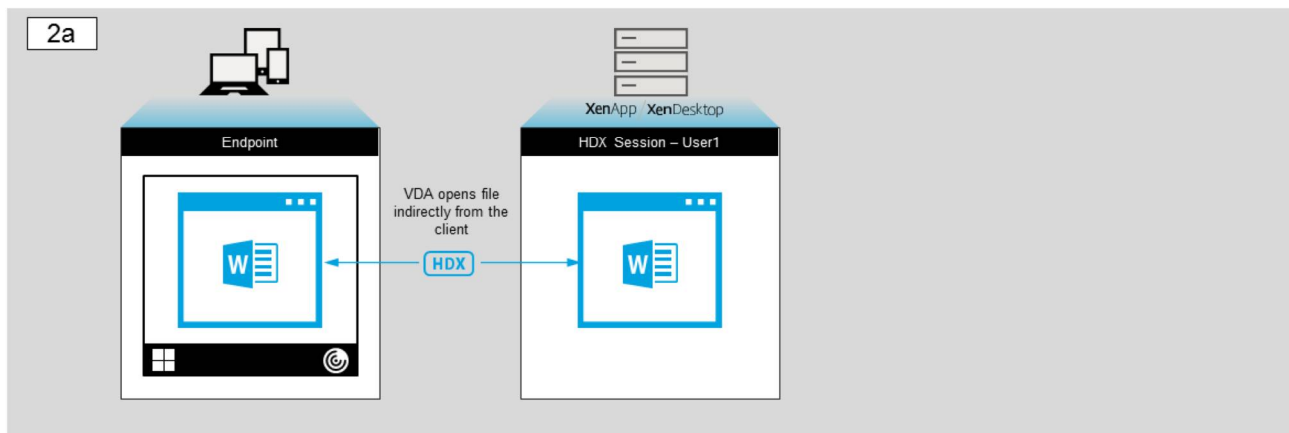 2a
XenApp / XenDesktop
Endpoint
HDX Session – User1
VDA opens file
indirectly from the
client
HDX
W
W